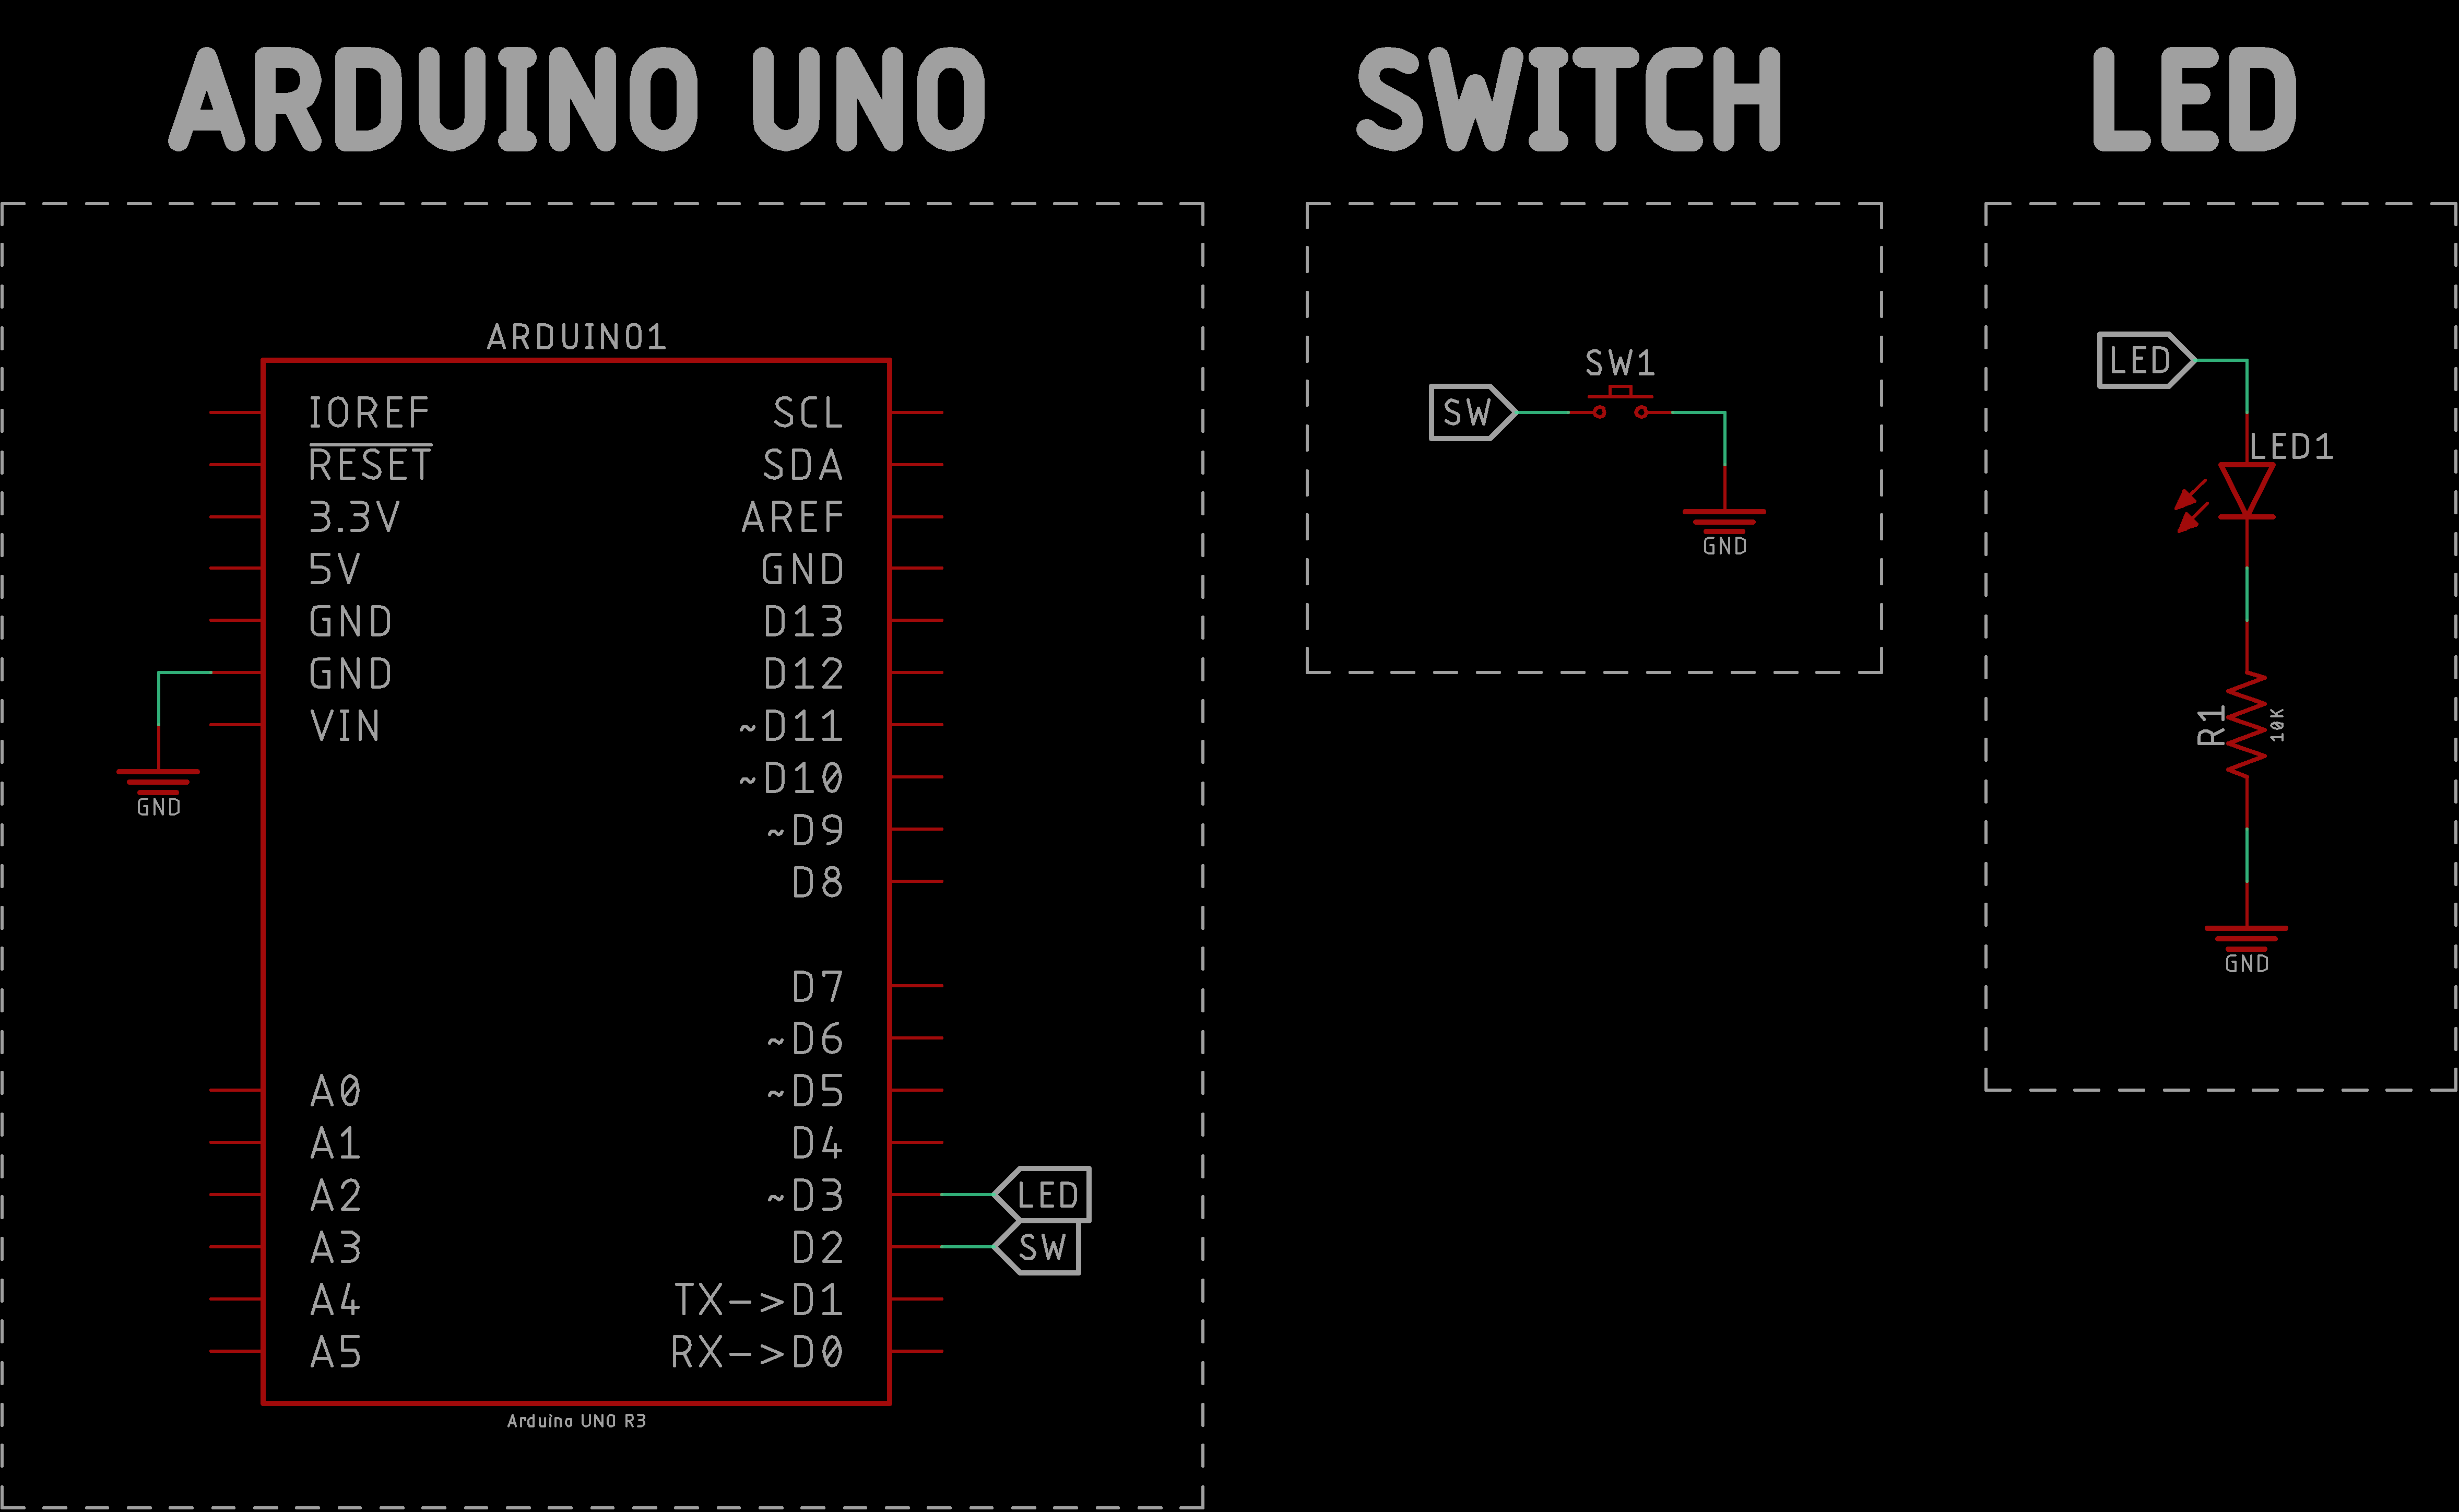 ARDUINO UNO
SWITCH
LED
ARDUINO1
IOREF
RESET
3.3V
5V
GND
GND
VIN
GND
A0
A1
A2
A3
A4
A5
SCL
SDA
AREF
GND
D13
D12
~D11
~D10
~D9
D8
D7
~D6
~D5
D4
~D3
D2
TX->D1
RX->D0
LED
SW
Arduino UNO R3
SW
SW1
GND
LED
LED1
R1
10K
GND